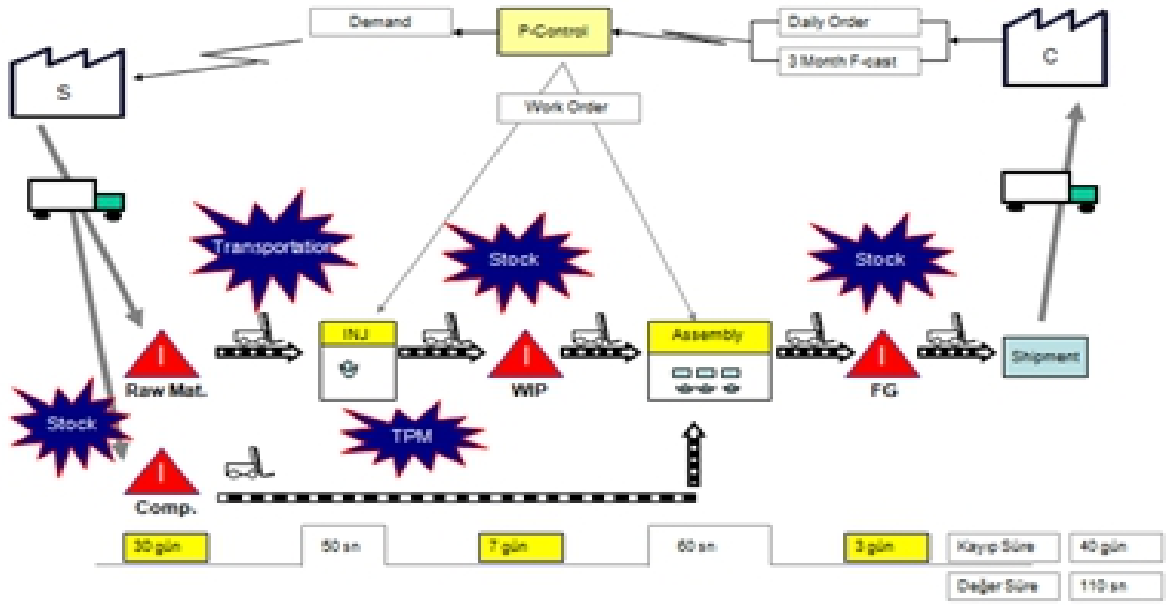 Demand
P-Control
Daily Order
3 Month F-cast
S
C
Work Order
Transportation
Stock
Stock
INJ
Assembly
I
Raw Mat.
I
WIP
I
FG
Shipment
Stock
TPM
I
Comp.
30 gün
50 sn
7 gün
60 sn
3 gün
Kayıp Süre
40 gün
Değer Süre
110 sn